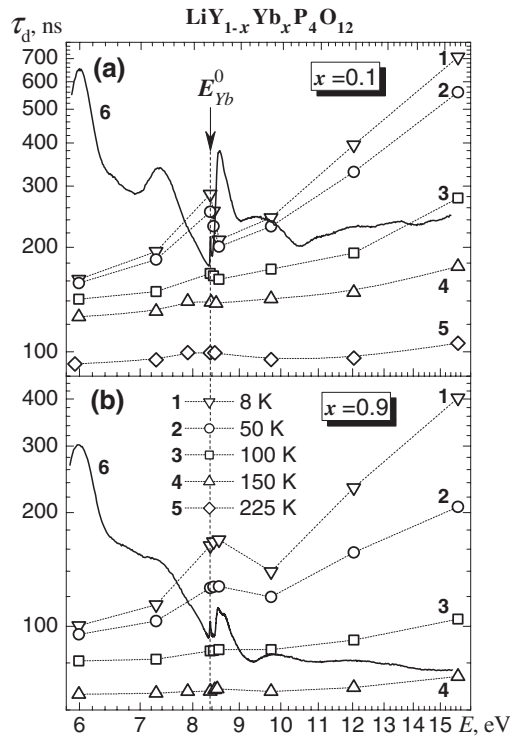 LiY1-xYbxP4O12
τd, ns
700
600
500
400
300
200
100
(a)
x=0.1
E0Yb
6
1
2
3
4
5
400
300
200
100
(b)
x=0.9
1 8 K
2 50 K
3 100 K
4 150 K
5 225 K
6
1
2
3
4
6 7 8 9 10 11 12 13 14 15 E, eV